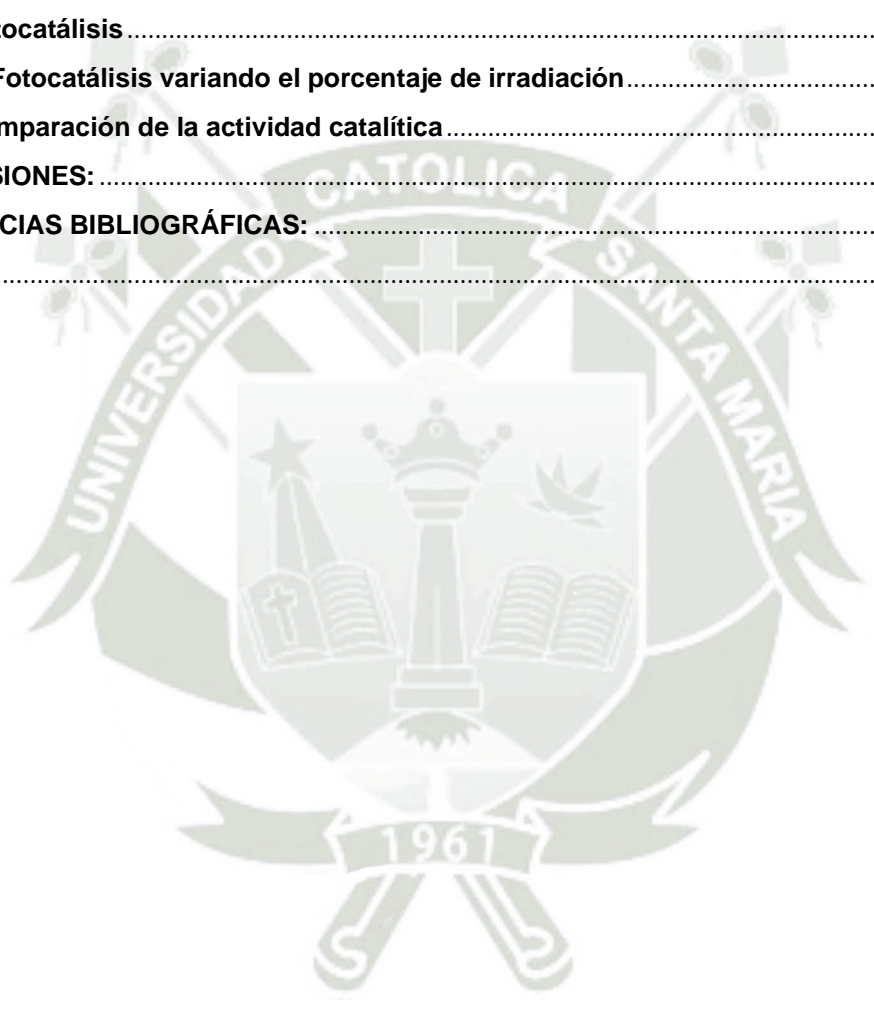 tocatálisis ........................................................................................................
Fotocatálisis variando el porcentaje de irradiación ...................................
mparación de la actividad catalítica ............................................................
SIONES: ............................................................................................................
CIAS BIBLIOGRÁFICAS: ................................................................................
........................................................................................................................
UNIVERSIDAD CATOLICA SANTA MARIA
1961